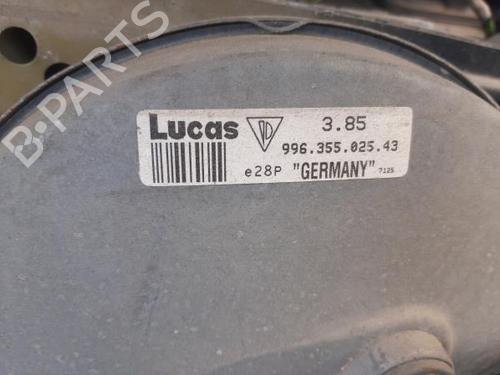 B-Parts
Lucas 3.85
996.355.025.43
e28P "GERMANY" 7125